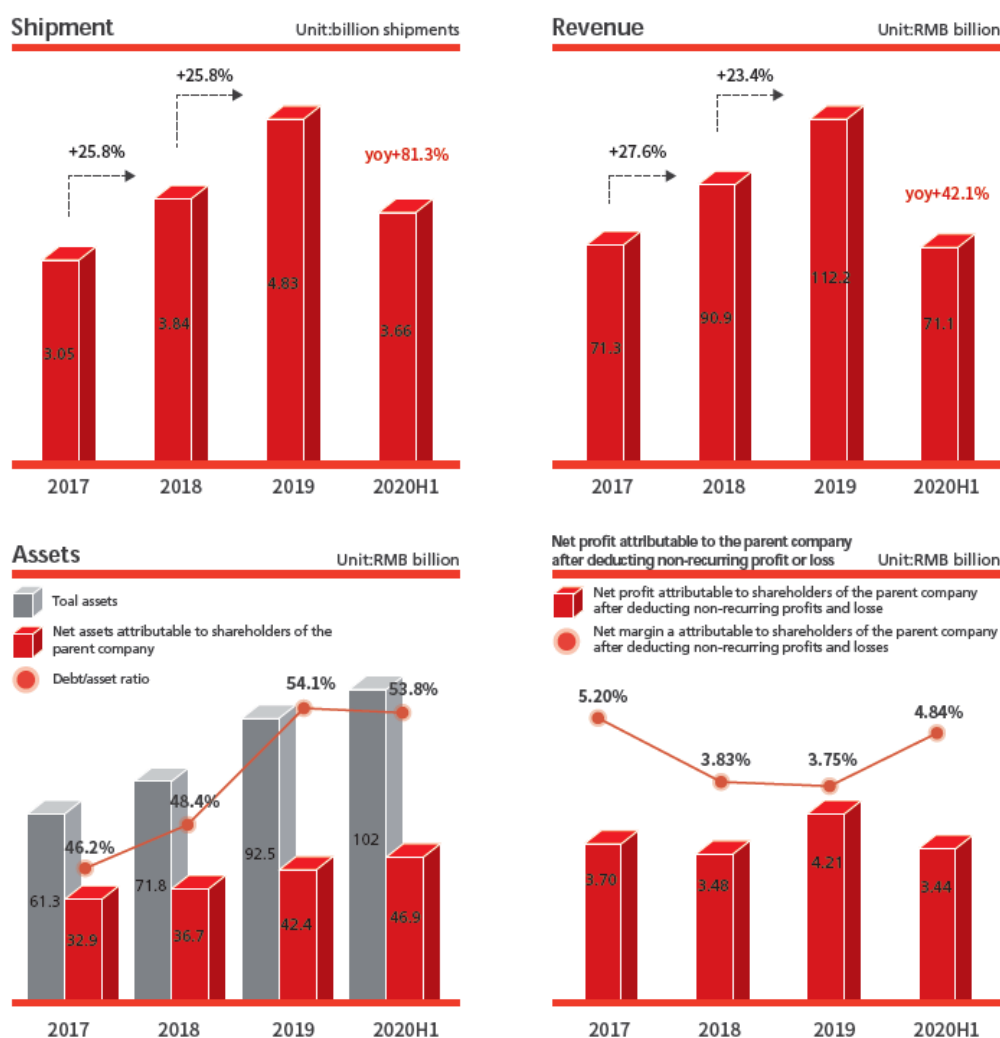 Shipment
Unit:billion shipments
+25.8%
+25.8%
yoy+81.3%
3.05
3.84
4.83
3.66
2017
2018
2019
2020H1
Revenue
Unit:RMB billion
+23.4%
+27.6%
yoy+42.1%
71.3
90.9
112.2
71.1
2017
2018
2019
2020H1
Assets
Unit:RMB billion
Toal assets
Net assets attributable to shareholders of the
parent company
Debt/asset ratio
46.2%
48.4%
54.1%
53.8%
61.3
32.9
71.8
36.7
92.5
42.4
102
46.9
2017
2018
2019
2020H1
Net profit attributable to the parent company
after deducting non-recurring profit or loss
Unit:RMB billion
Net profit attributable to shareholders of the parent company
after deducting non-recurring profits and losse
Net margin a attributable to shareholders of the parent company
after deducting non-recurring profits and losses
5.20%
3.83%
3.75%
4.84%
3.70
3.48
4.21
3.44
2017
2018
2019
2020H1